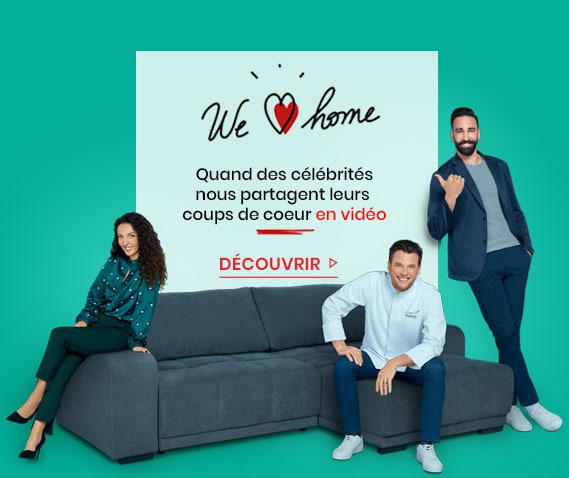 We home
Quand des célébrités
nous partagent leurs
coups de coeur en vidéo
DÉCOUVRIR